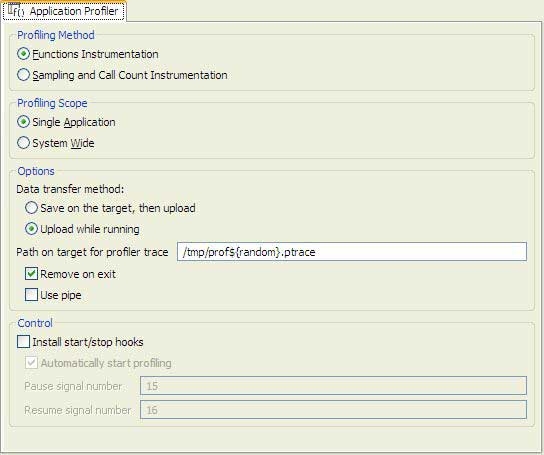 Application Profiler
Profiling Method
Functions Instrumentation
Sampling and Call Count Instrumentation
Profiling Scope
Single Application
System Wide
Options
Data transfer method:
Save on the target, then upload
Upload while running
Path on target for profiler trace /tmp/prof${random}.ptrace
Remove on exit
Use pipe
Control
Install start/stop hooks
Automatically start profiling
Pause signal number 15
Resume signal number 16